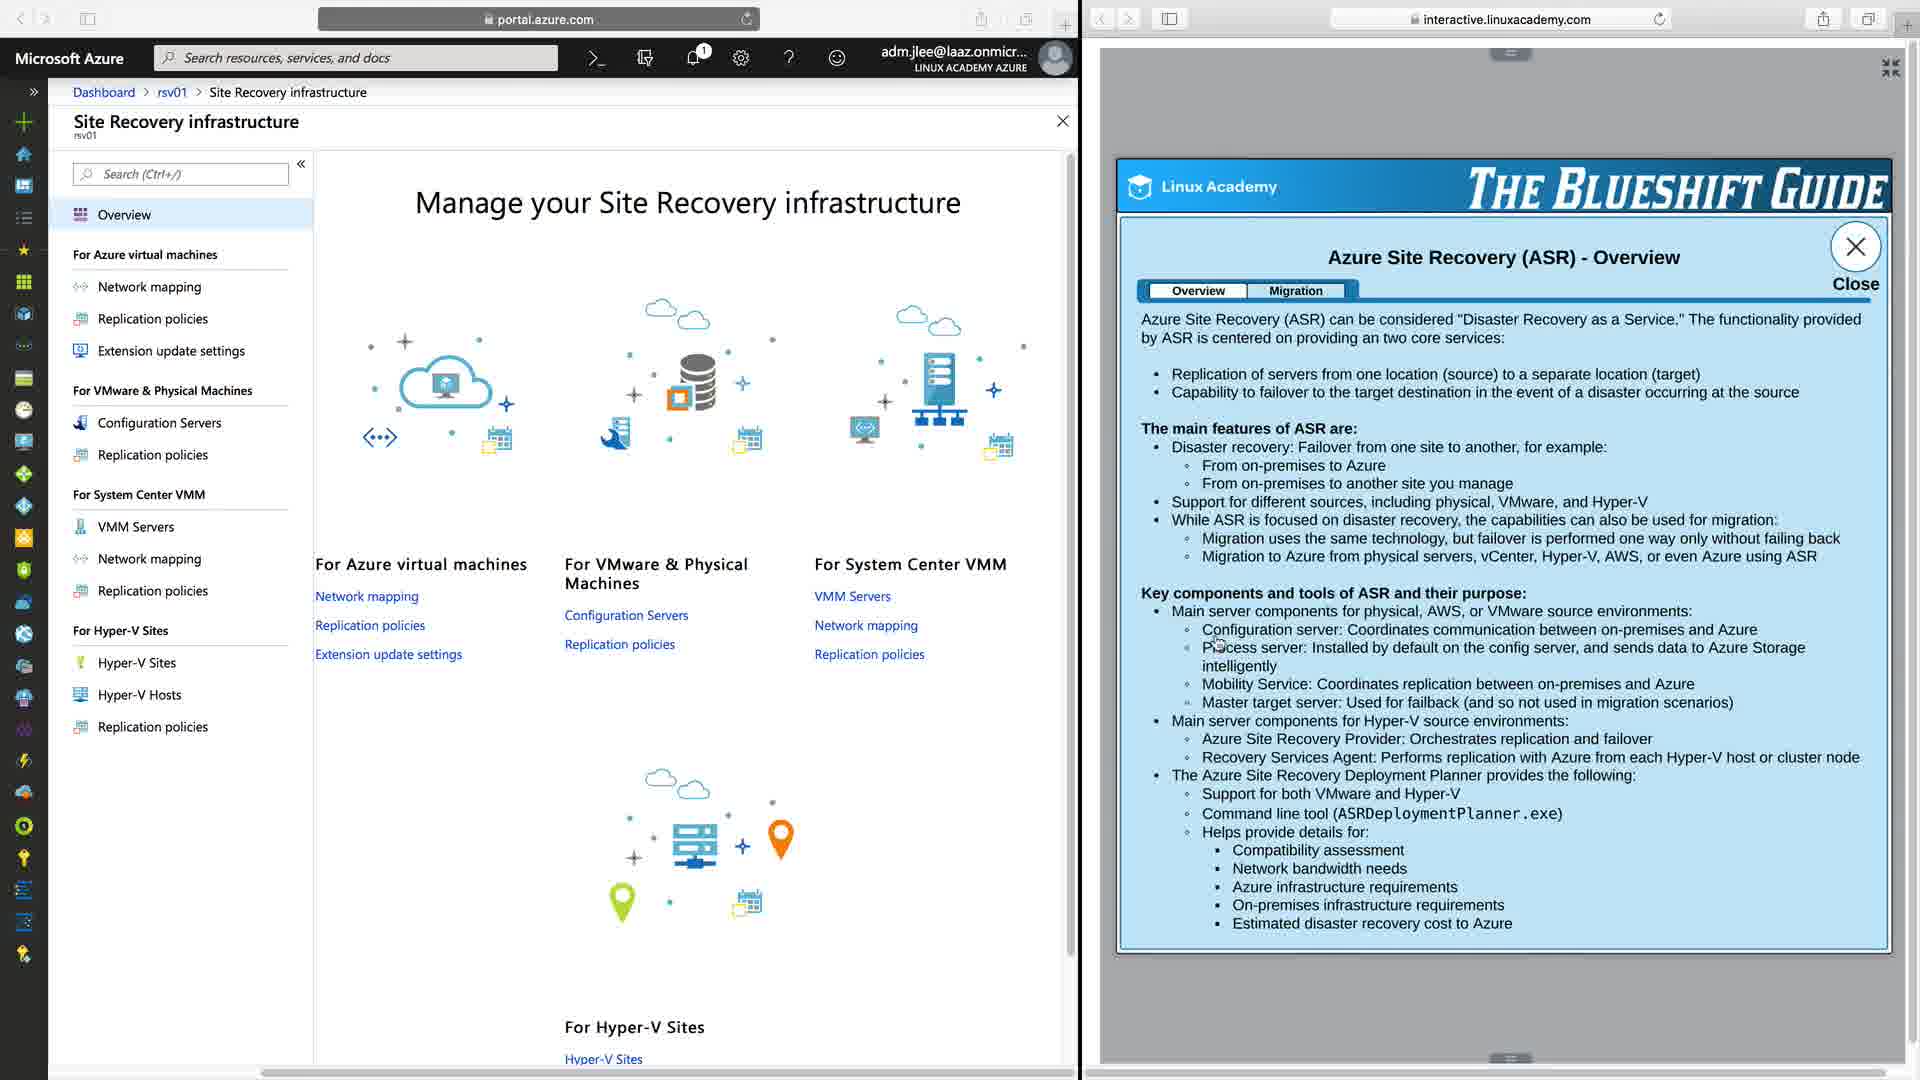 portal.azure.com
Microsoft Azure
Search resources, services, and docs
1
adm.jlee@laaz.onmicr...
LINUX ACADEMY AZURE
Dashboard > rsv01 > Site Recovery infrastructure
Site Recovery infrastructure
rsv01
Search (Ctrl+/)
Overview
For Azure virtual machines
Network mapping
Replication policies
Extension update settings
For VMware & Physical Machines
Configuration Servers
Replication policies
For System Center VMM
VMM Servers
Network mapping
Replication policies
For Hyper-V Sites
Hyper-V Sites
Hyper-V Hosts
Replication policies
Manage your Site Recovery infrastructure
For Azure virtual machines
Network mapping
Replication policies
Extension update settings
For VMware & Physical
Machines
Configuration Servers
Replication policies
For System Center VMM
VMM Servers
Network mapping
Replication policies
For Hyper-V Sites
Hyper-V Sites
interactive.linuxacademy.com
Linux Academy
THE BLUESHIFT GUIDE
Azure Site Recovery (ASR) - Overview
Close
Overview
Migration
Azure Site Recovery (ASR) can be considered "Disaster Recovery as a Service." The functionality provided
by ASR is centered on providing an two core services:
• Replication of servers from one location (source) to a separate location (target)
• Capability to failover to the target destination in the event of a disaster occurring at the source
The main features of ASR are:
• Disaster recovery: Failover from one site to another, for example:
◦ From on-premises to Azure
◦ From on-premises to another site you manage
• Support for different sources, including physical, VMware, and Hyper-V
• While ASR is focused on disaster recovery, the capabilities can also be used for migration:
◦ Migration uses the same technology, but failover is performed one way only without failing back
◦ Migration to Azure from physical servers, vCenter, Hyper-V, AWS, or even Azure using ASR
Key components and tools of ASR and their purpose:
• Main server components for physical, AWS, or VMware source environments:
◦ Configuration server: Coordinates communication between on-premises and Azure
◦ Process server: Installed by default on the config server, and sends data to Azure Storage
intelligently
◦ Mobility Service: Coordinates replication between on-premises and Azure
◦ Master target server: Used for failback (and so not used in migration scenarios)
• Main server components for Hyper-V source environments:
◦ Azure Site Recovery Provider: Orchestrates replication and failover
◦ Recovery Services Agent: Performs replication with Azure from each Hyper-V host or cluster node
• The Azure Site Recovery Deployment Planner provides the following:
◦ Support for both VMware and Hyper-V
◦ Command line tool (ASRDeploymentPlanner.exe)
◦ Helps provide details for:
▪ Compatibility assessment
▪ Network bandwidth needs
▪ Azure infrastructure requirements
▪ On-premises infrastructure requirements
▪ Estimated disaster recovery cost to Azure